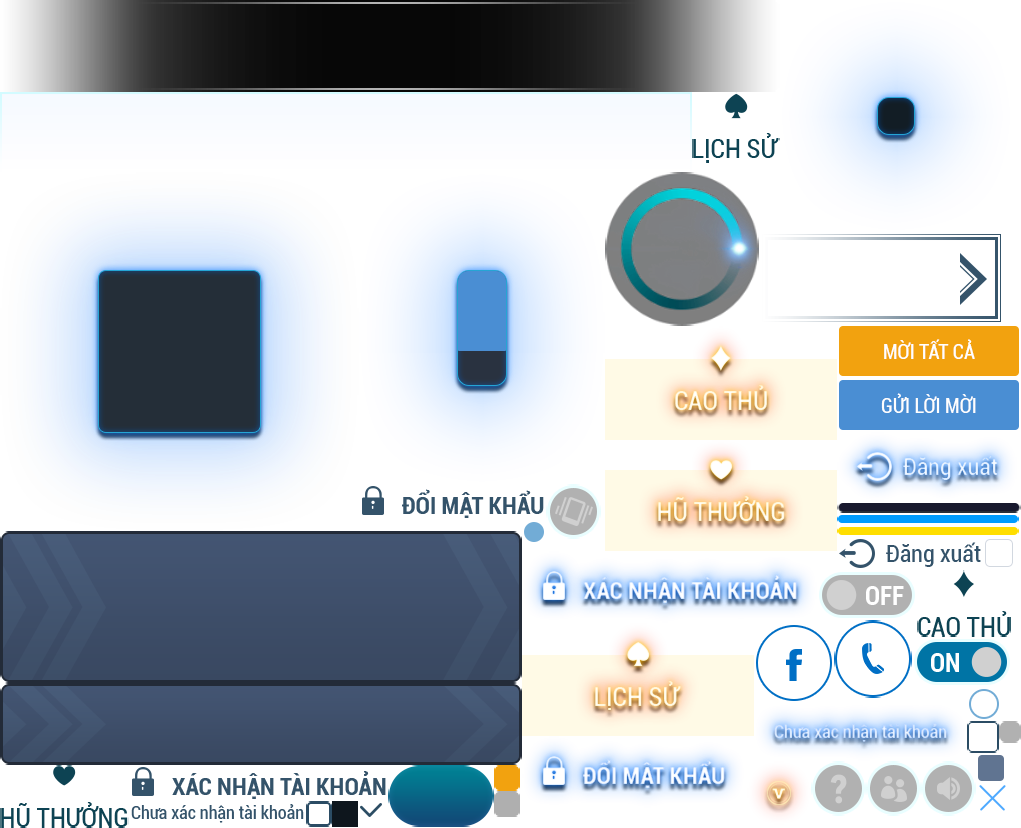 LỊCH SỬ
MỜI TẤT CẢ
CAO THỦ
GỬI LỜI MỜI
Đăng xuất
ĐỔI MẬT KHẨU
HŨ THƯỞNG
Đăng xuất
XÁC NHẬN TÀI KHOẢN
OFF
CAO THỦ
ON
LỊCH SỬ
Chưa xác nhận tài khoản
ĐỔI MẬT KHẨU
XÁC NHẬN TÀI KHOẢN
Chưa xác nhận tài khoản
HŨ THƯỞNG
V
?
f